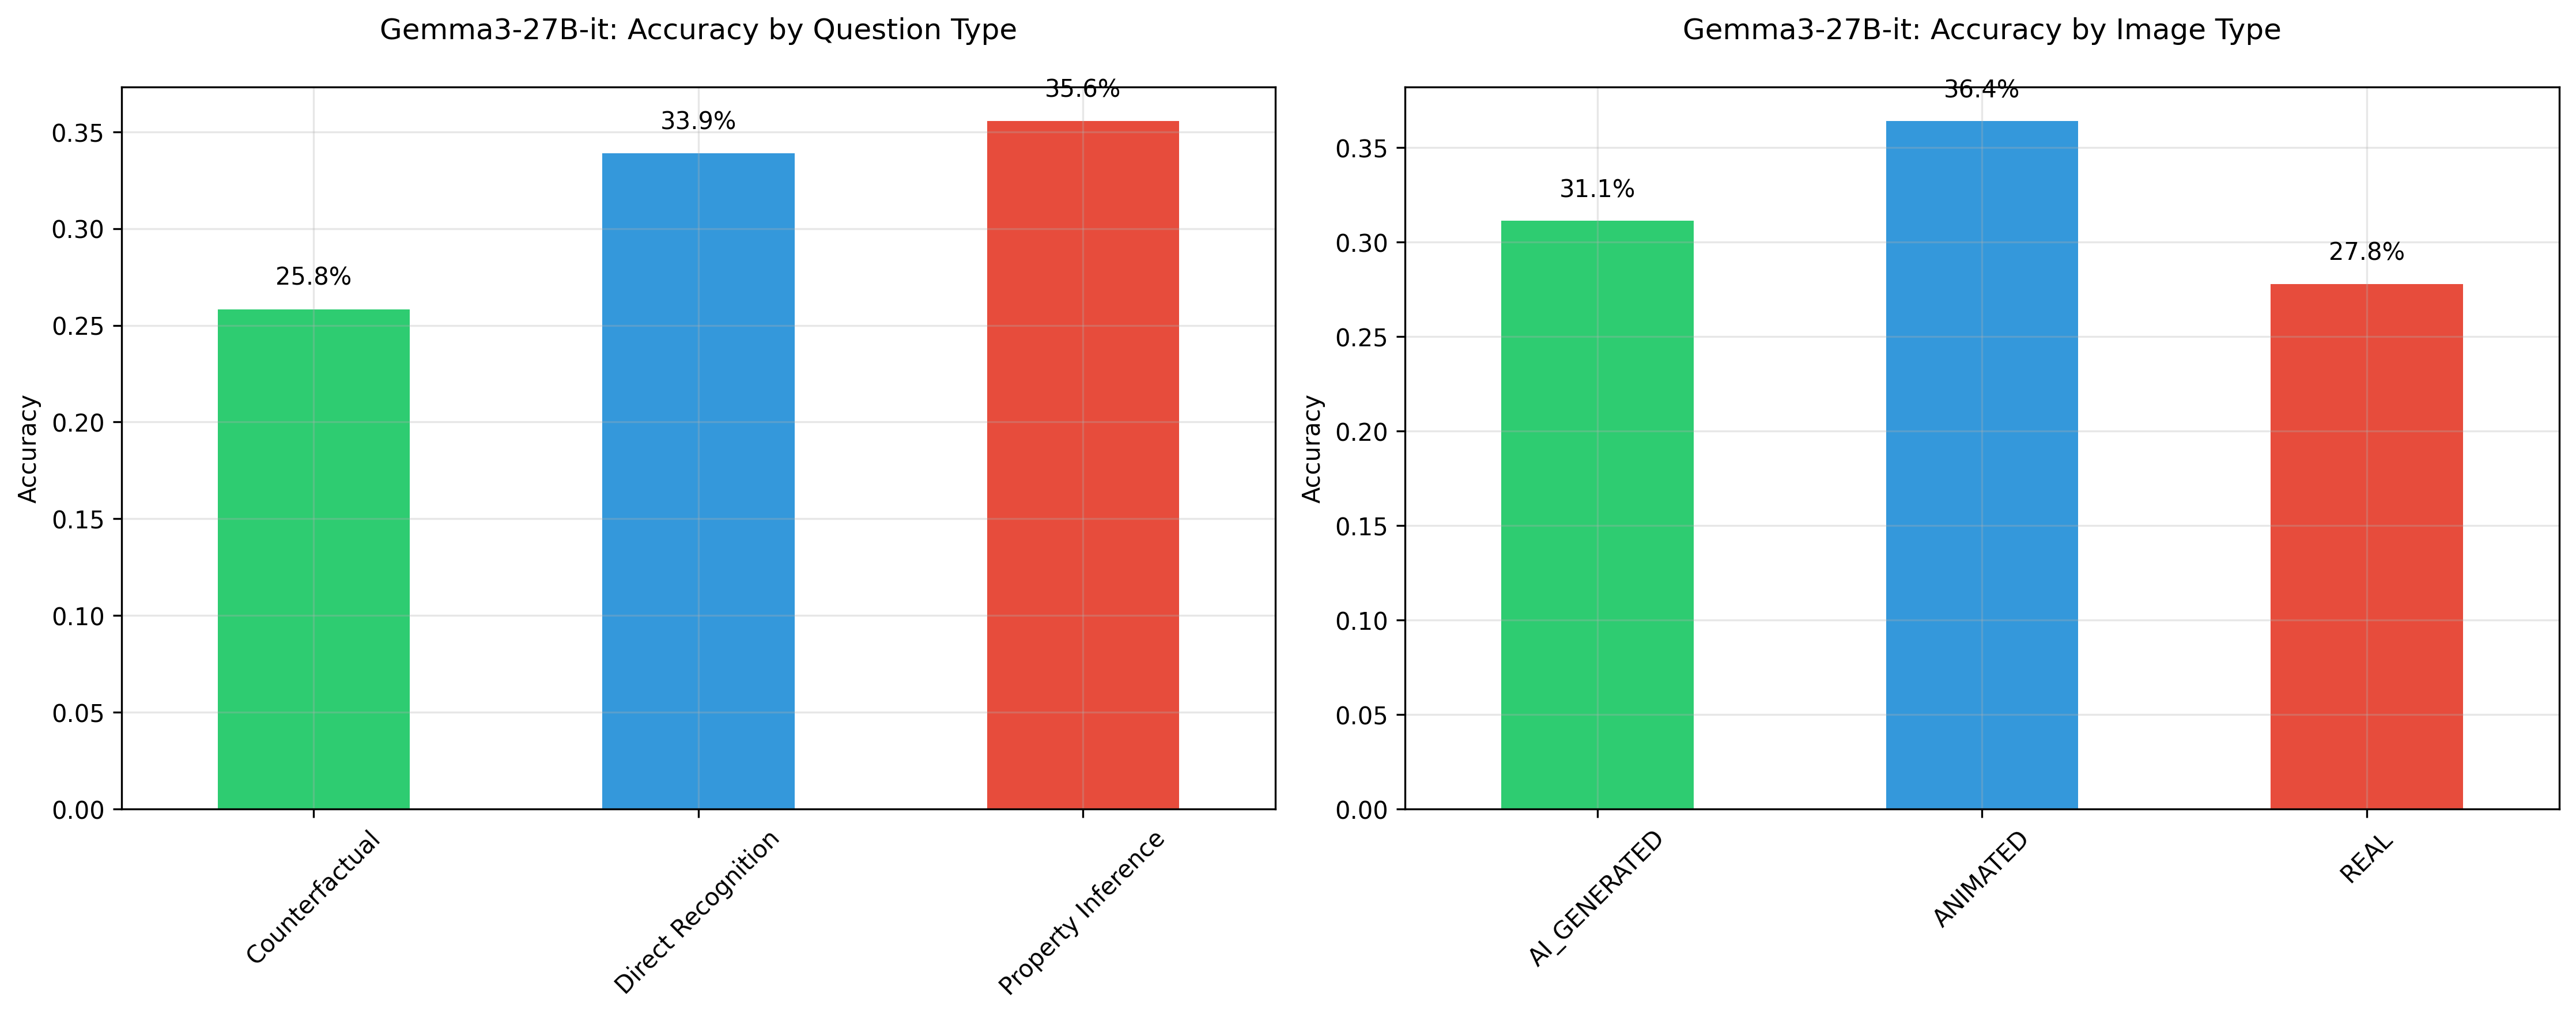 Gemma3-27B-it: Accuracy by Question Type
35.6%
33.9%
25.8%
0.35
0.30
0.25
0.20
0.15
0.10
0.05
0.00
Accuracy
Counterfactual
Direct Recognition
Property Inference
Gemma3-27B-it: Accuracy by Image Type
36.4%
31.1%
27.8%
0.35
0.30
0.25
0.20
0.15
0.10
0.05
0.00
Accuracy
AI_GENERATED
ANIMATED
REAL